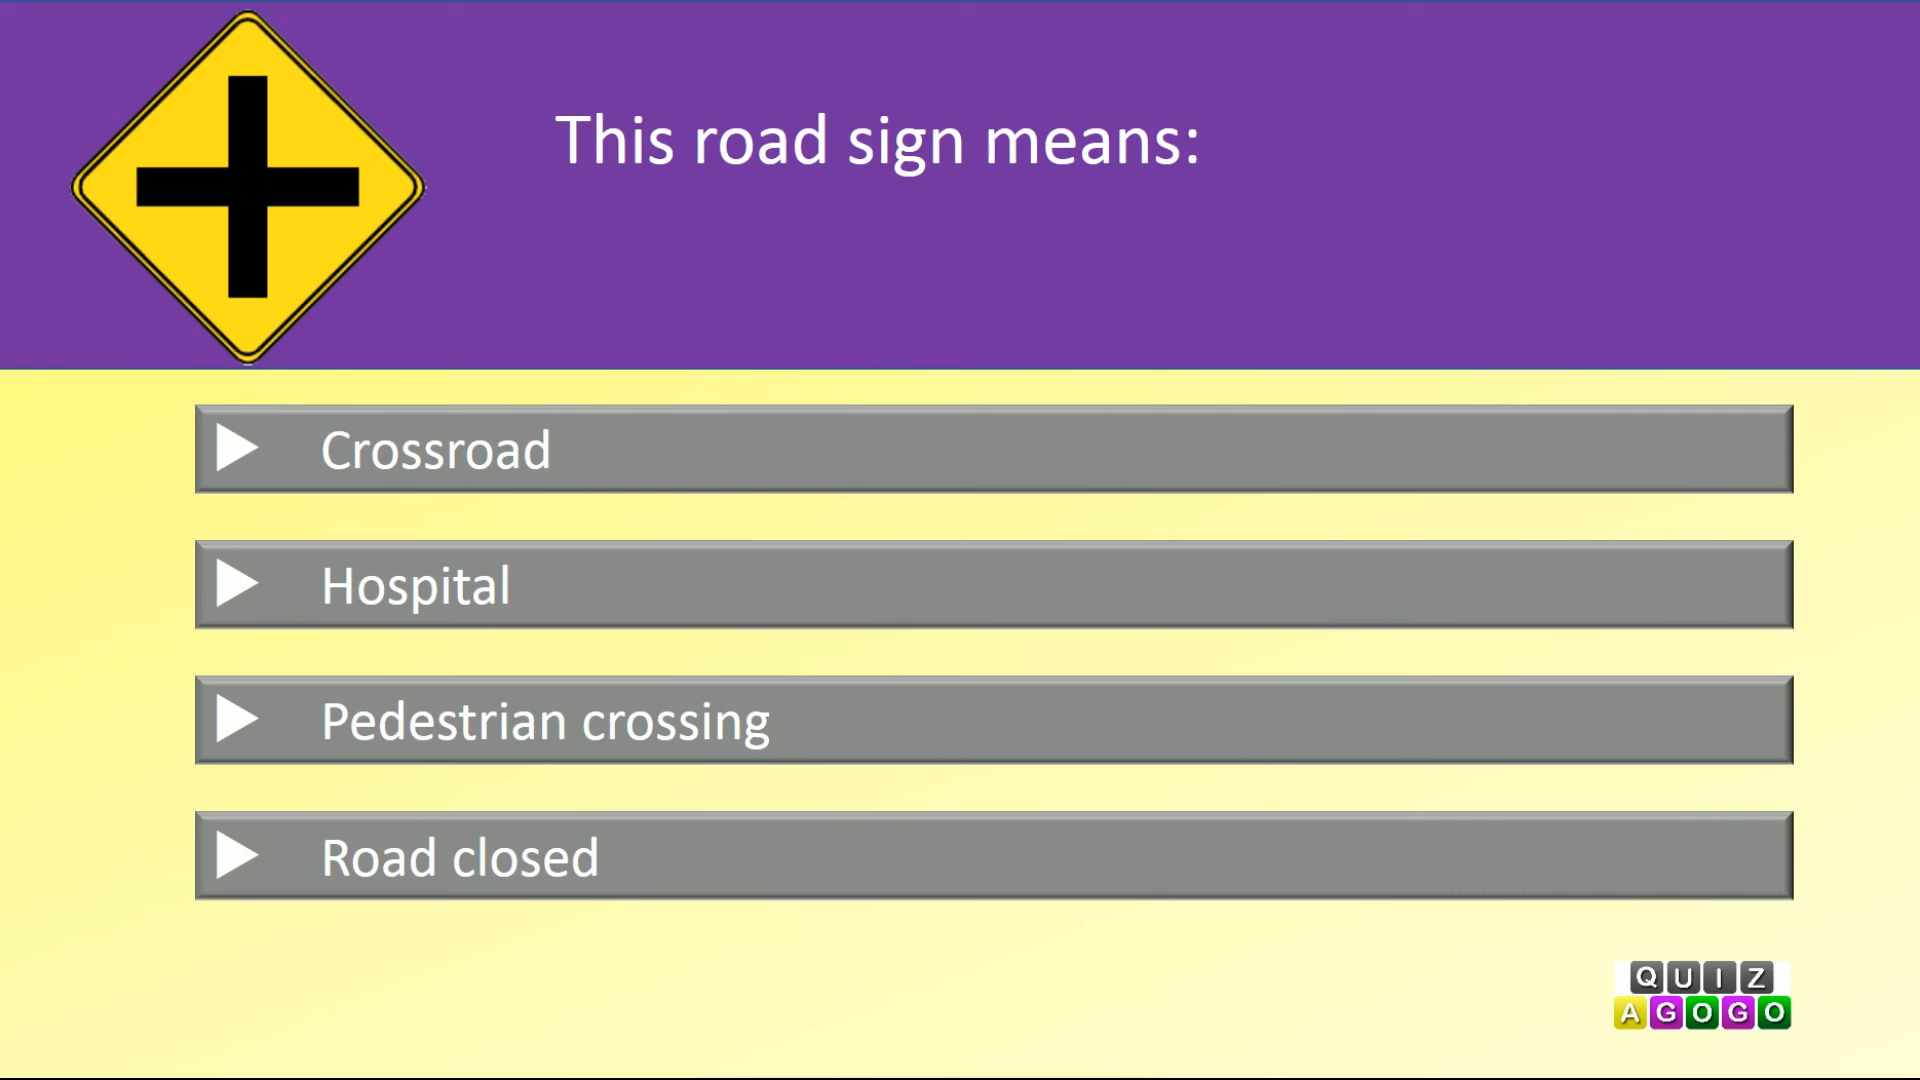 This road sign means:
Crossroad
Hospital
Pedestrian crossing
Road closed
QUIZ
AGOGO